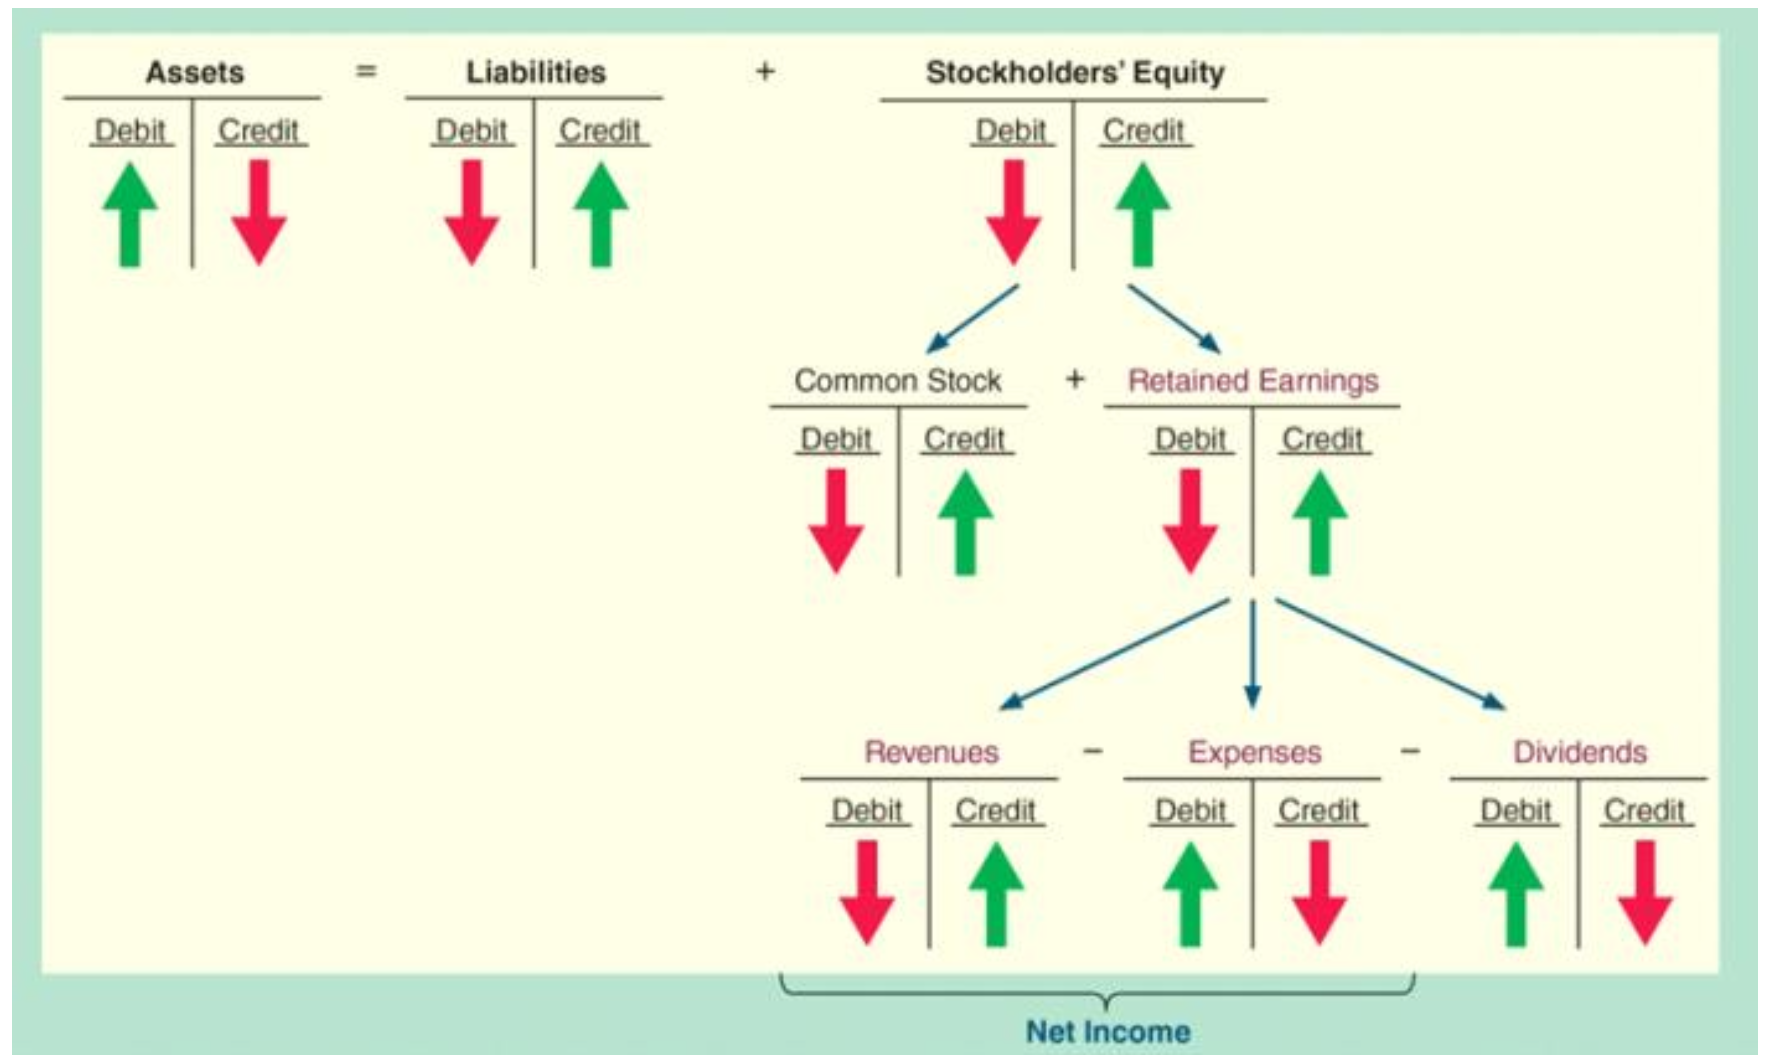 Assets = Liabilities + Stockholders' Equity
Debit Credit Debit Credit Debit Credit
Common Stock + Retained Earnings
Debit Credit Debit Credit
Revenues − Expenses − Dividends
Debit Credit Debit Credit Debit Credit
Net Income